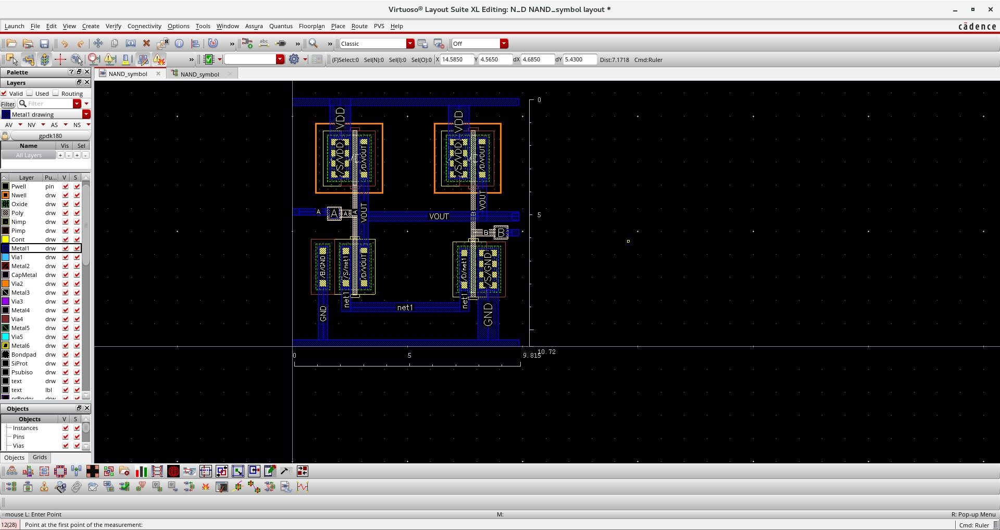 Virtuoso® Layout Suite XL Editing: N_D NAND_symbol layout *
Launch File Edit View Create Verify Connectivity Options Tools Window Assura Quantus Floorplan Place Route PVS Help
cādence
Classic
Off
(F)Select:0 Sel(N):0 Sel(I):0 Sel(O):0 X 14.5850 Y 4.5650 dX 4.6850 dY 5.4300 Dist:7.1718 Cmd:Ruler
Palette
NAND_symbol
NAND_symbol
Layers
Valid Used Routing
Filter Filter
Metal1 drawing
AV NV AS NS
gpdk180
Name Vis Sel
All Layers + - + -
Layer Pu... V S
Pwell pin
Nwell drw
Oxide drw
Poly drw
Nimp drw
Pimp drw
Cont drw
Metal1 drw
Via1 drw
Metal2 drw
CapMetal drw
Via2 drw
Metal3 drw
Via3 drw
Metal4 drw
Via4 drw
Metal5 drw
Via5 drw
Metal6 drw
Bondpad drw
SiProt drw
Psubiso drw
text drw
text lbl
prBndry drw
Objects
Objects V S
Instances
Pins
Vias
Objects Grids
VDD
VDD
0
/S/VDD
/D/VOUT
/S/VDD
/D/VOUT
VOUT
A
A
A
A
VOUT
VOUT
B
5
B
B
/B/GND
/S/net1
/D/VOUT
/D/net1
/S/GND
net1
net1
net1
GND
GND
10.72
0
5
9.815
mouse L: Enter Point
M:
R: Pop-up Menu
12(28)
Point at the first point of the measurement:
Cmd: Ruler